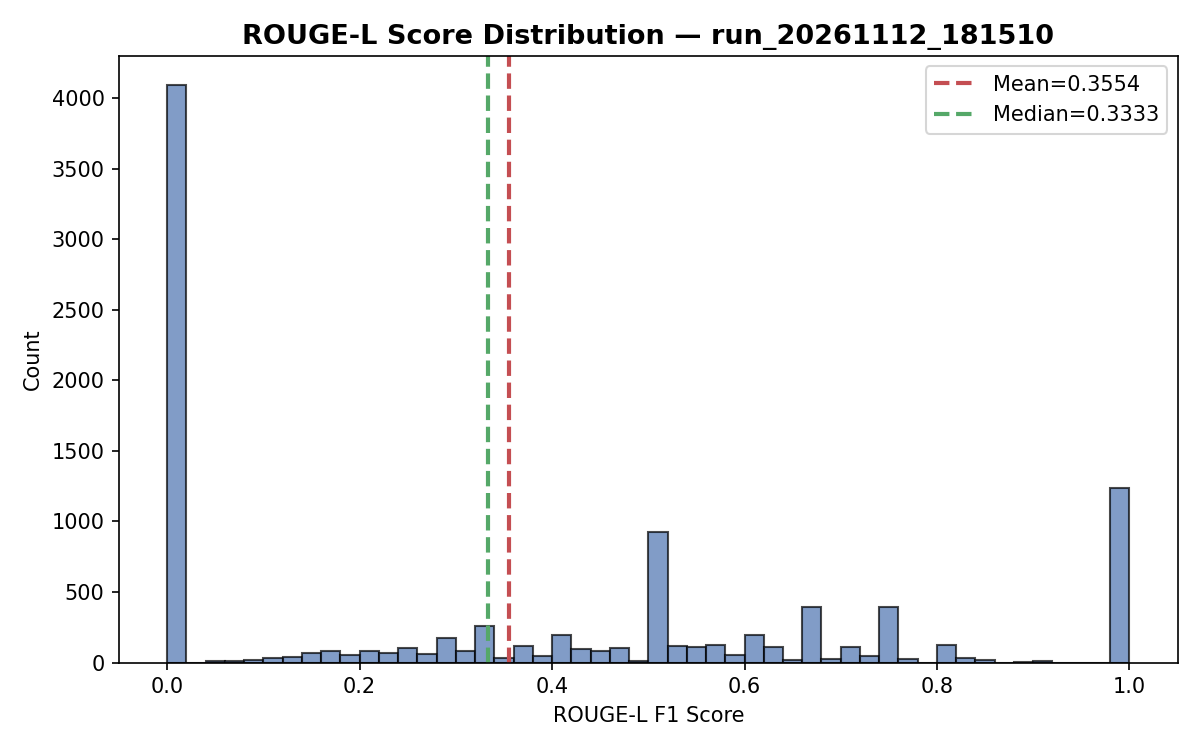 ROUGE-L Score Distribution — run_20261112_181510
Mean=0.3554
Median=0.3333
4000
3500
3000
2500
2000
1500
1000
500
0
Count
0.0 0.2 0.4 0.6 0.8 1.0
ROUGE-L F1 Score